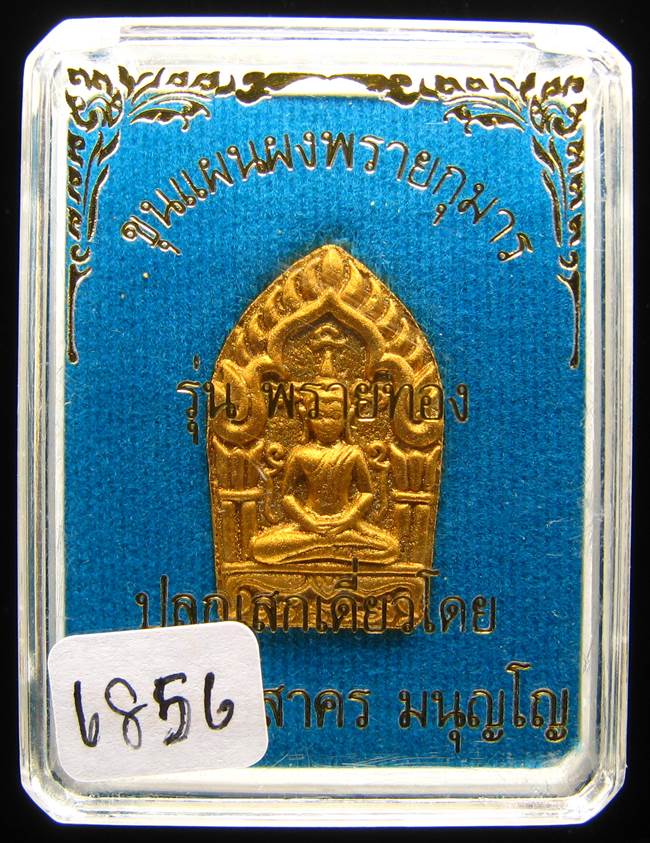 ขุนแผนผงพรายกุมาร
รุ่น พรายทอง
ปลุกเสกเดี่ยวโดย
สาคร มนุญโญ
6856